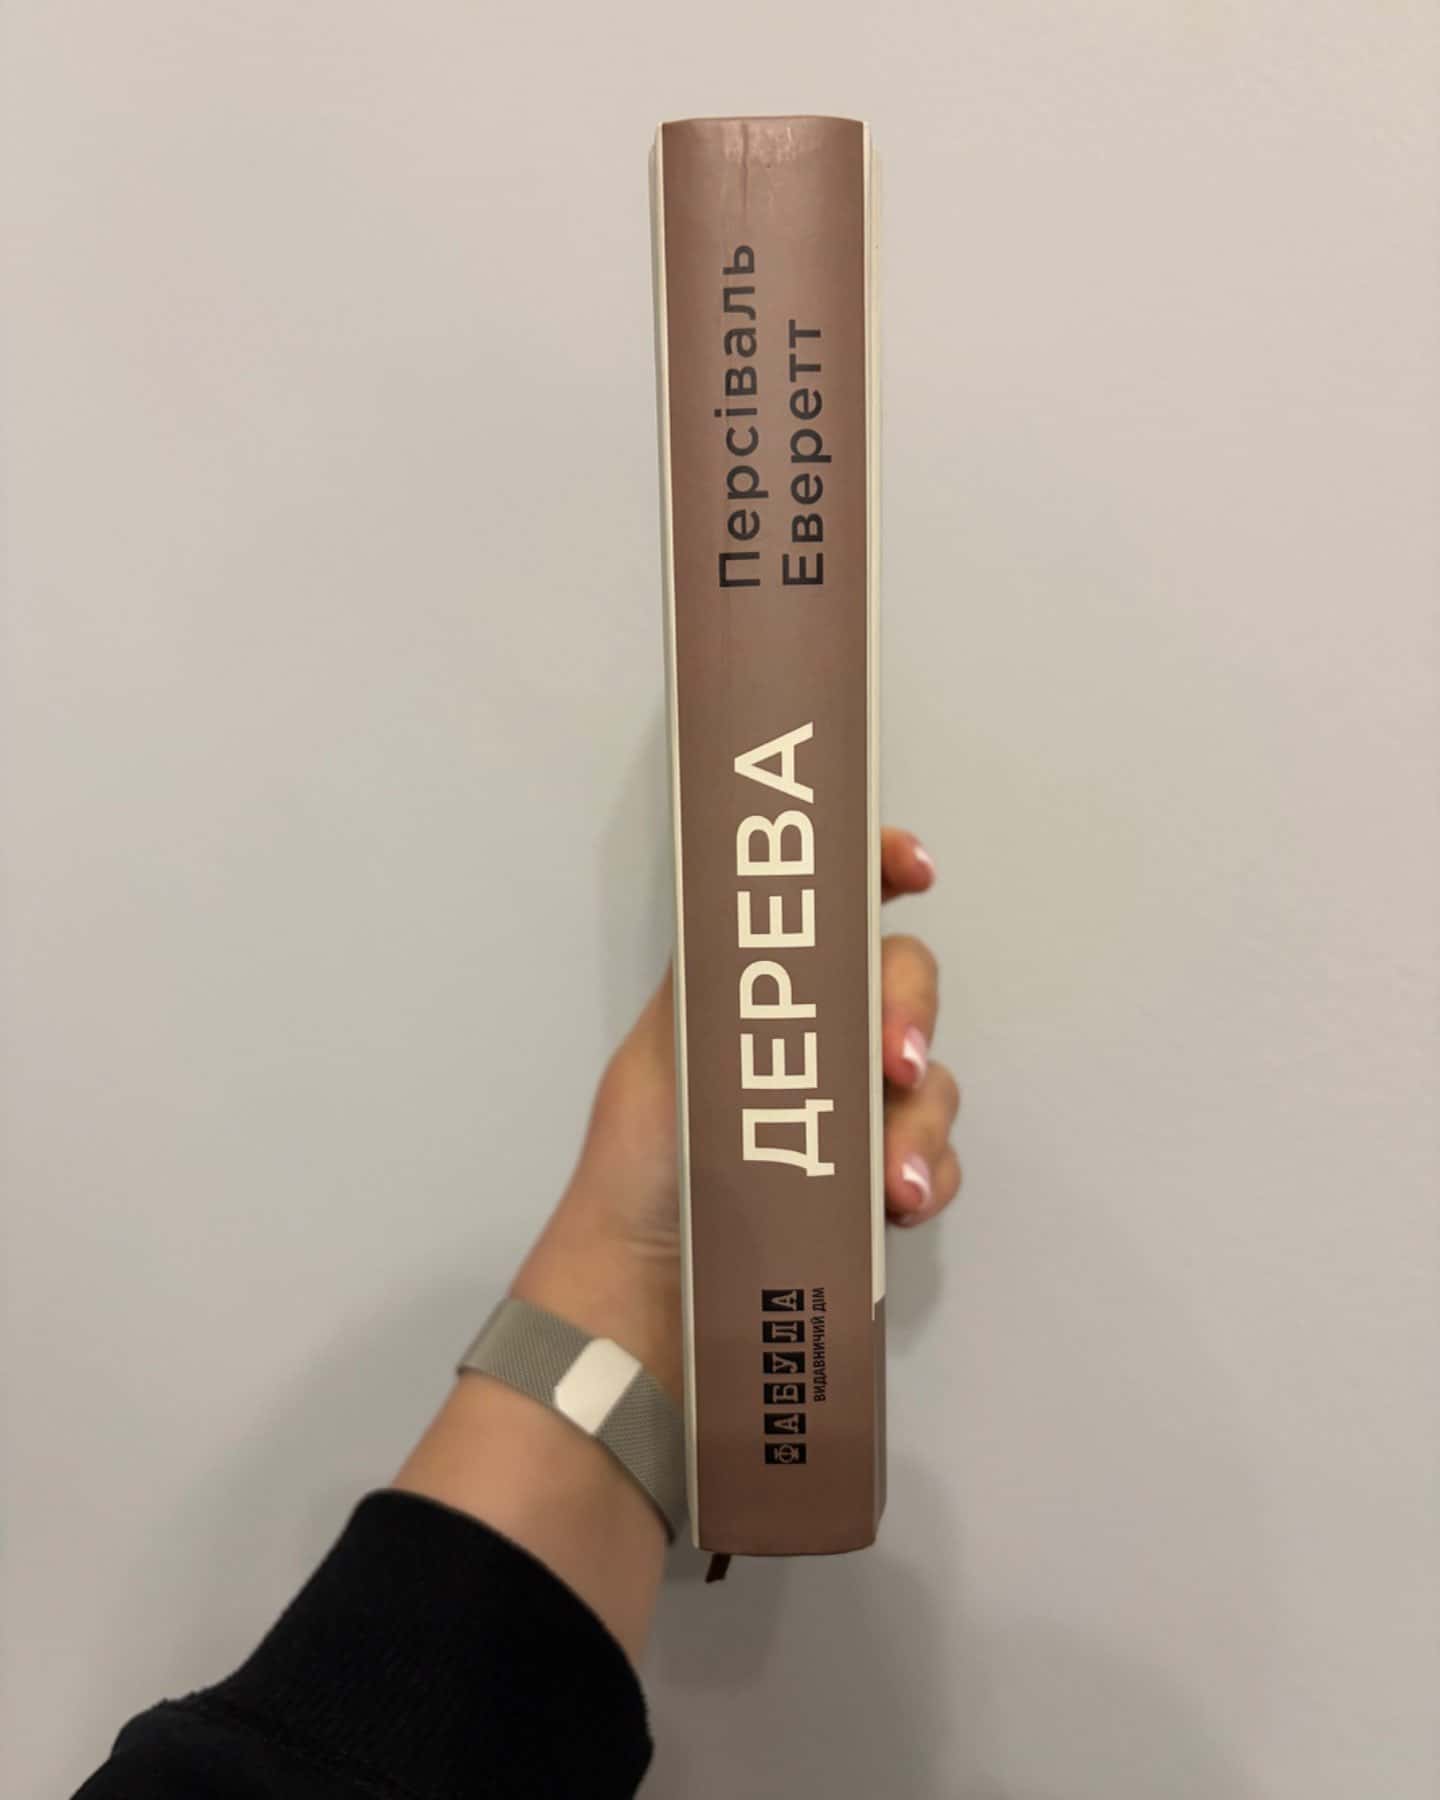 Персіваль
Еверетт
ДЕРЕВА
ФАБУЛА
ВИДАВНИЧИЙ ДІМ